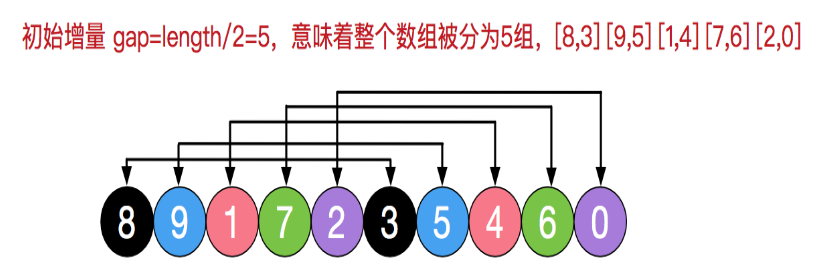 初始增量 gap=length/2=5，意味着整个数组被分为5组，[8,3][9,5][1,4][7,6][2,0]
8 9 1 7 2 3 5 4 6 0